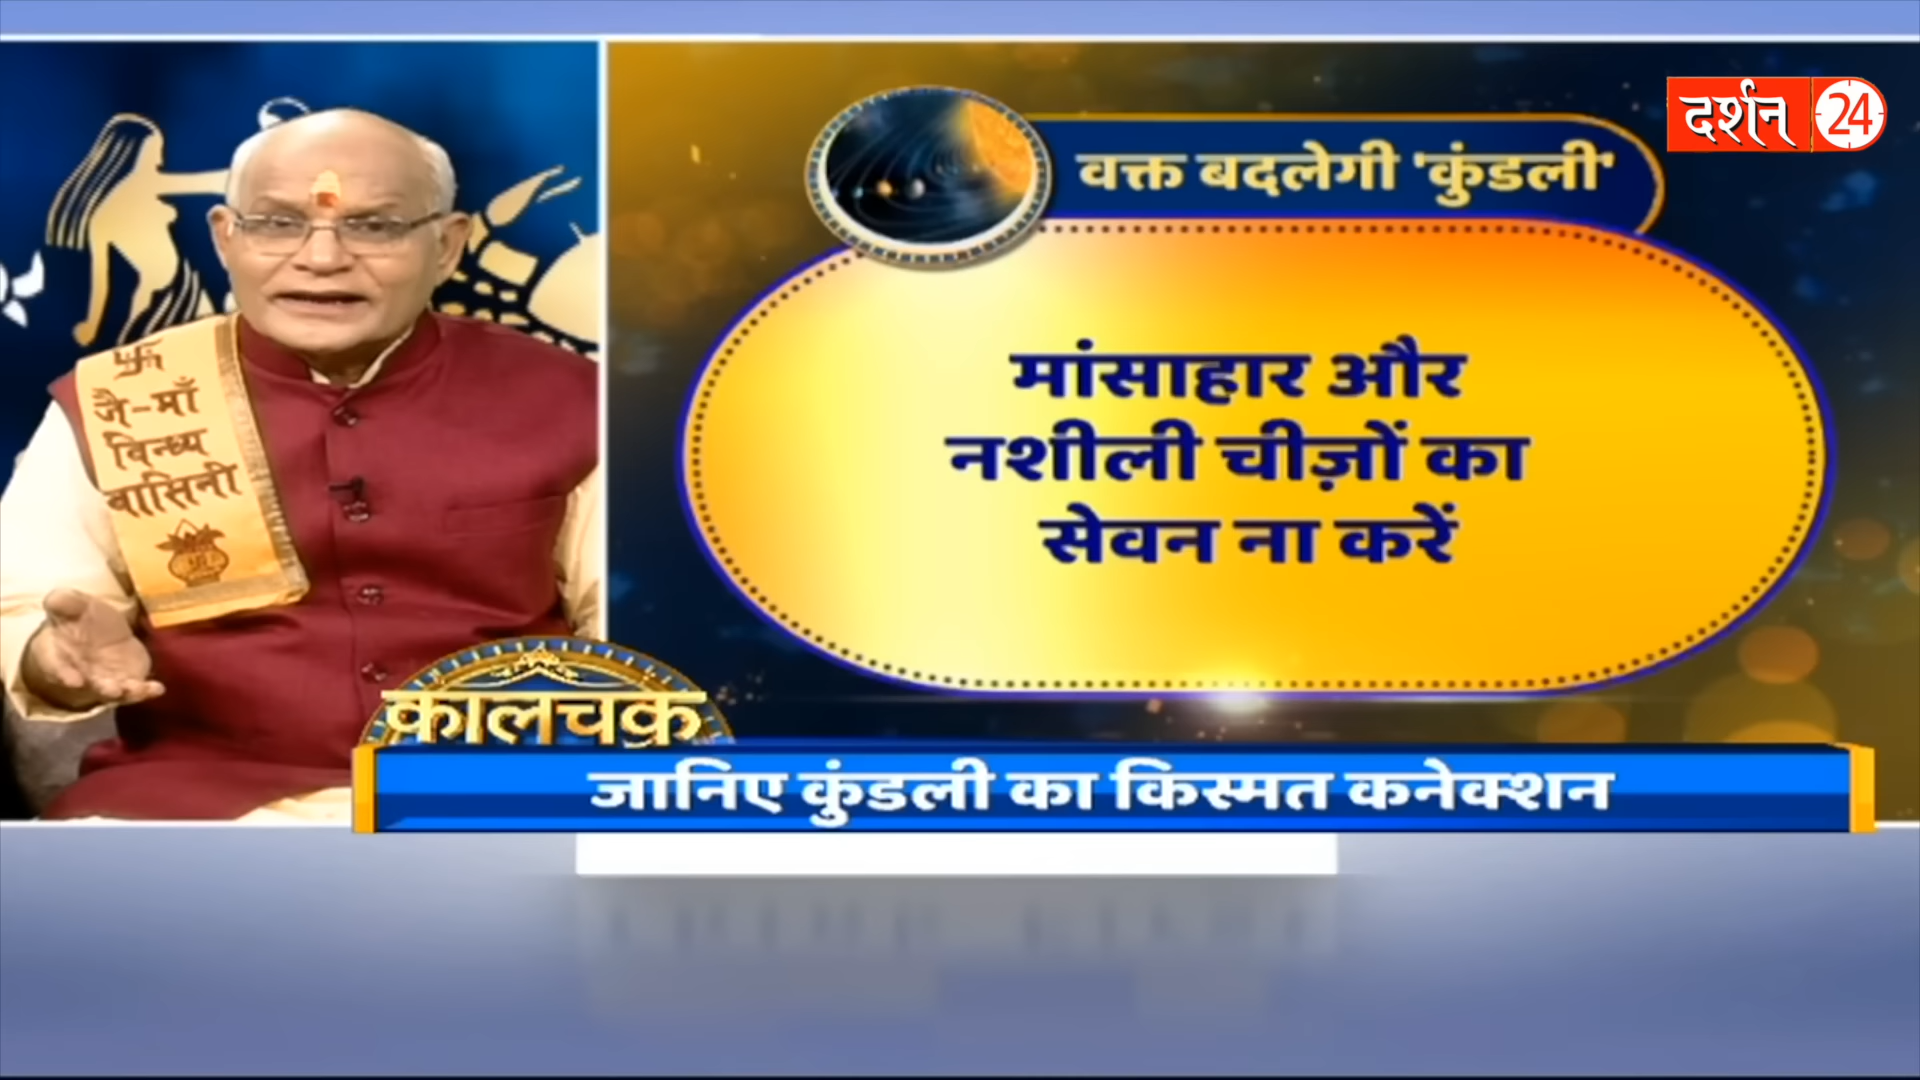 दर्शन 24
वक्त बदलेगी 'कुंडली'
मांसाहार और
नशीली चीज़ों का
सेवन ना करें
जै-माँ
विन्ध्य
वासिनी
कालचक्र
जानिए कुंडली का किस्मत कनेक्शन